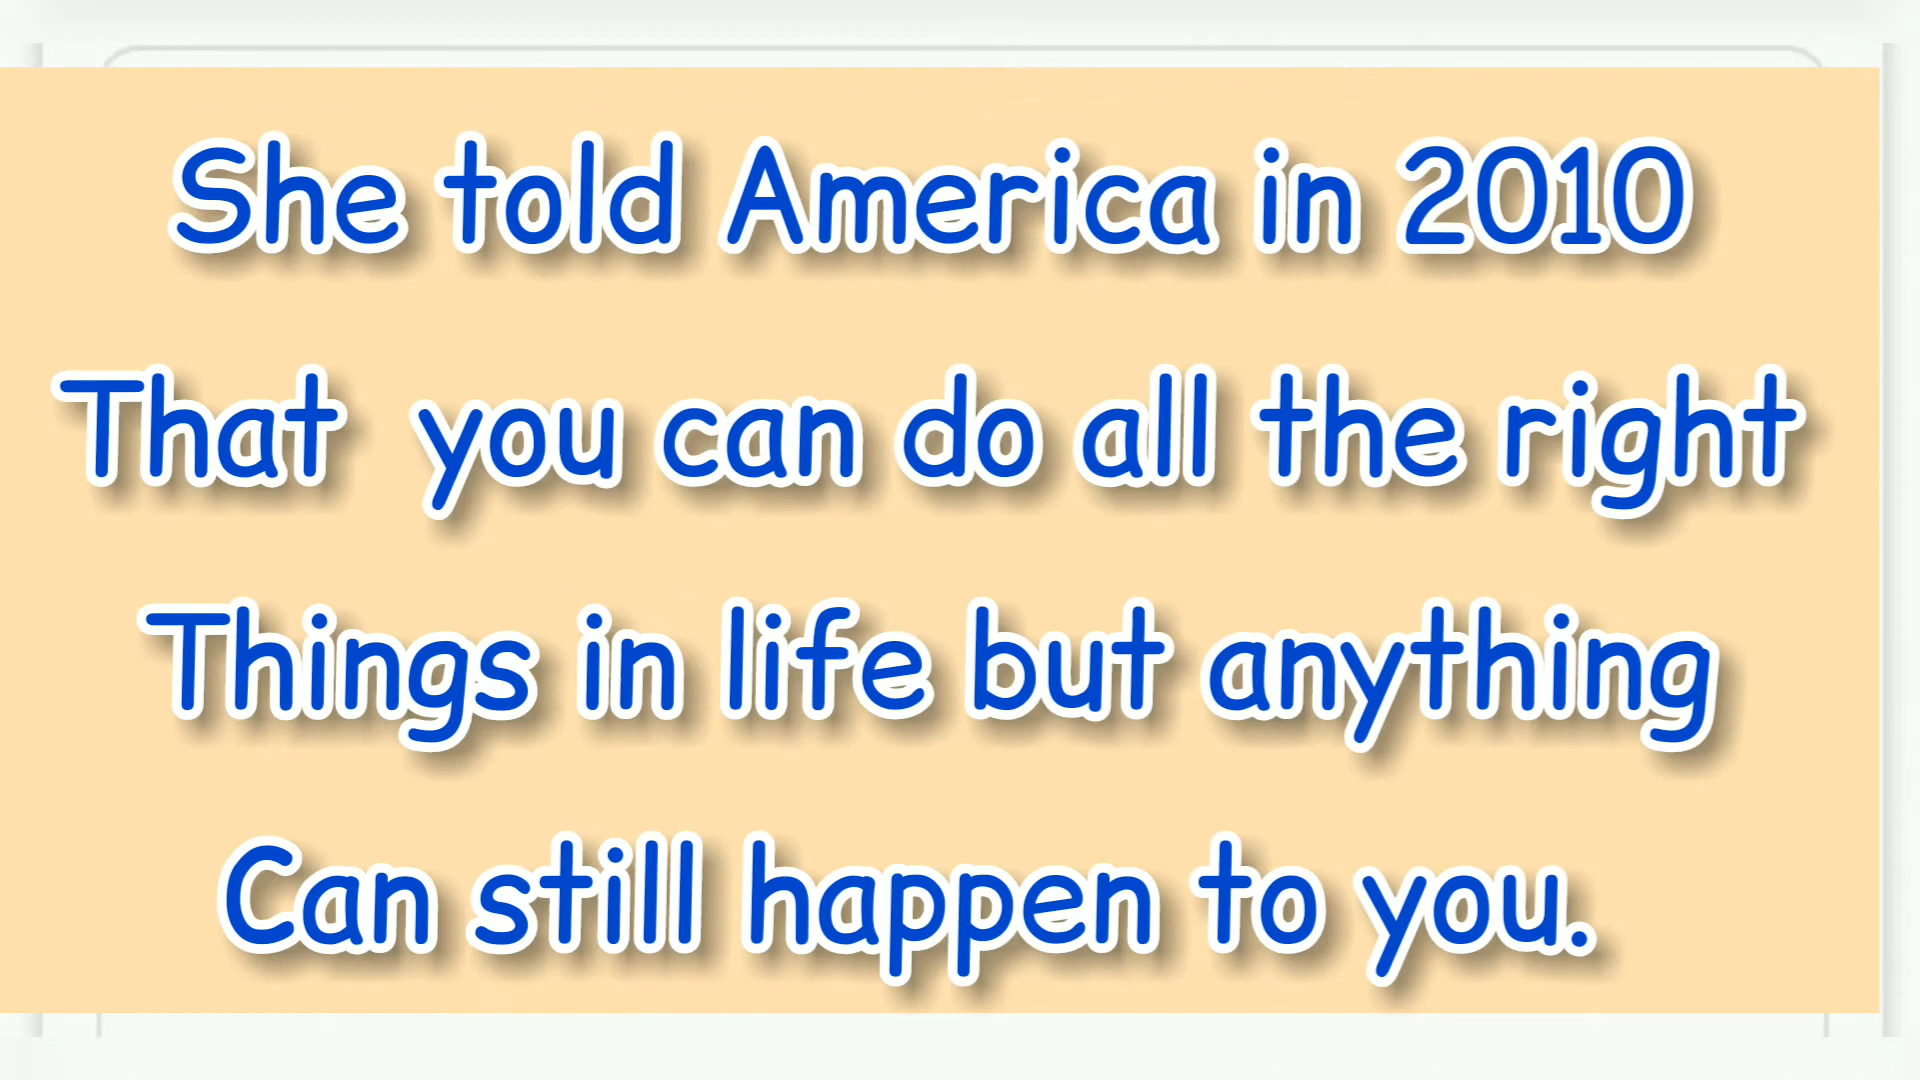 She told America in 2010
That you can do all the right
Things in life but anything
Can still happen to you.